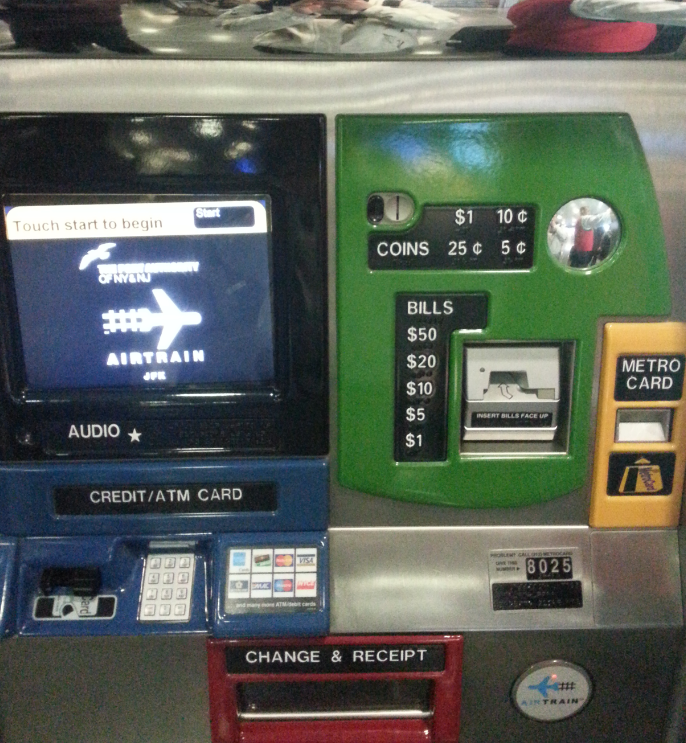 Touch start to begin
Start
THE PORT AUTHORITY
OF NY & NJ
AIRTRAIN
JFK
AUDIO
CREDIT/ATM CARD
VISA
and many more ATM/debit cards
$1 10 ¢
COINS 25 ¢ 5 ¢
BILLS
$50
$20
$10
$5
$1
INSERT BILLS FACE UP
METRO
CARD
8025
CHANGE & RECEIPT
AIRTRAIN